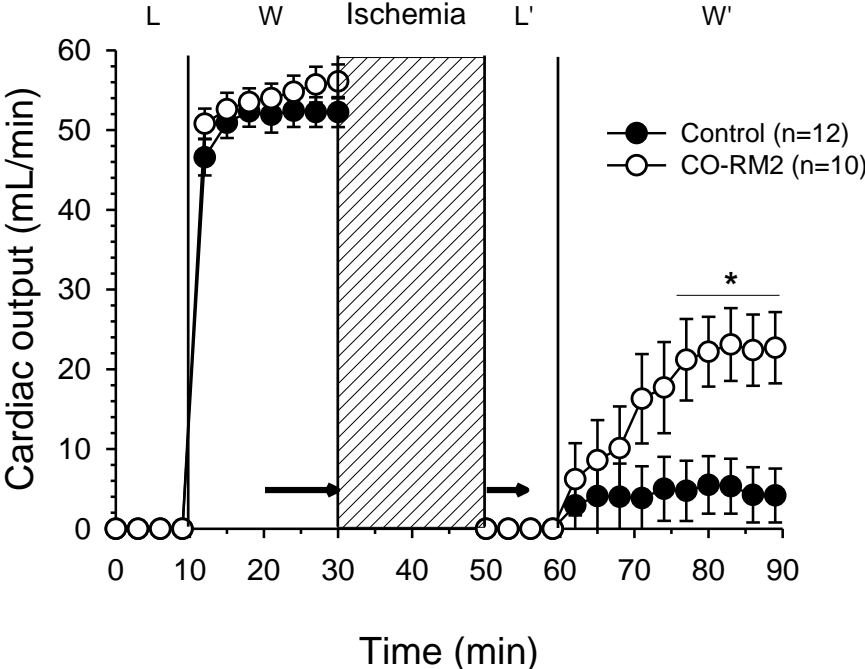 L W Ischemia L' W'
60
50
40
30
20
10
0
Cardiac output (mL/min)
Control (n=12)
CO-RM2 (n=10)
*
0 10 20 30 40 50 60 70 80 90
Time (min)